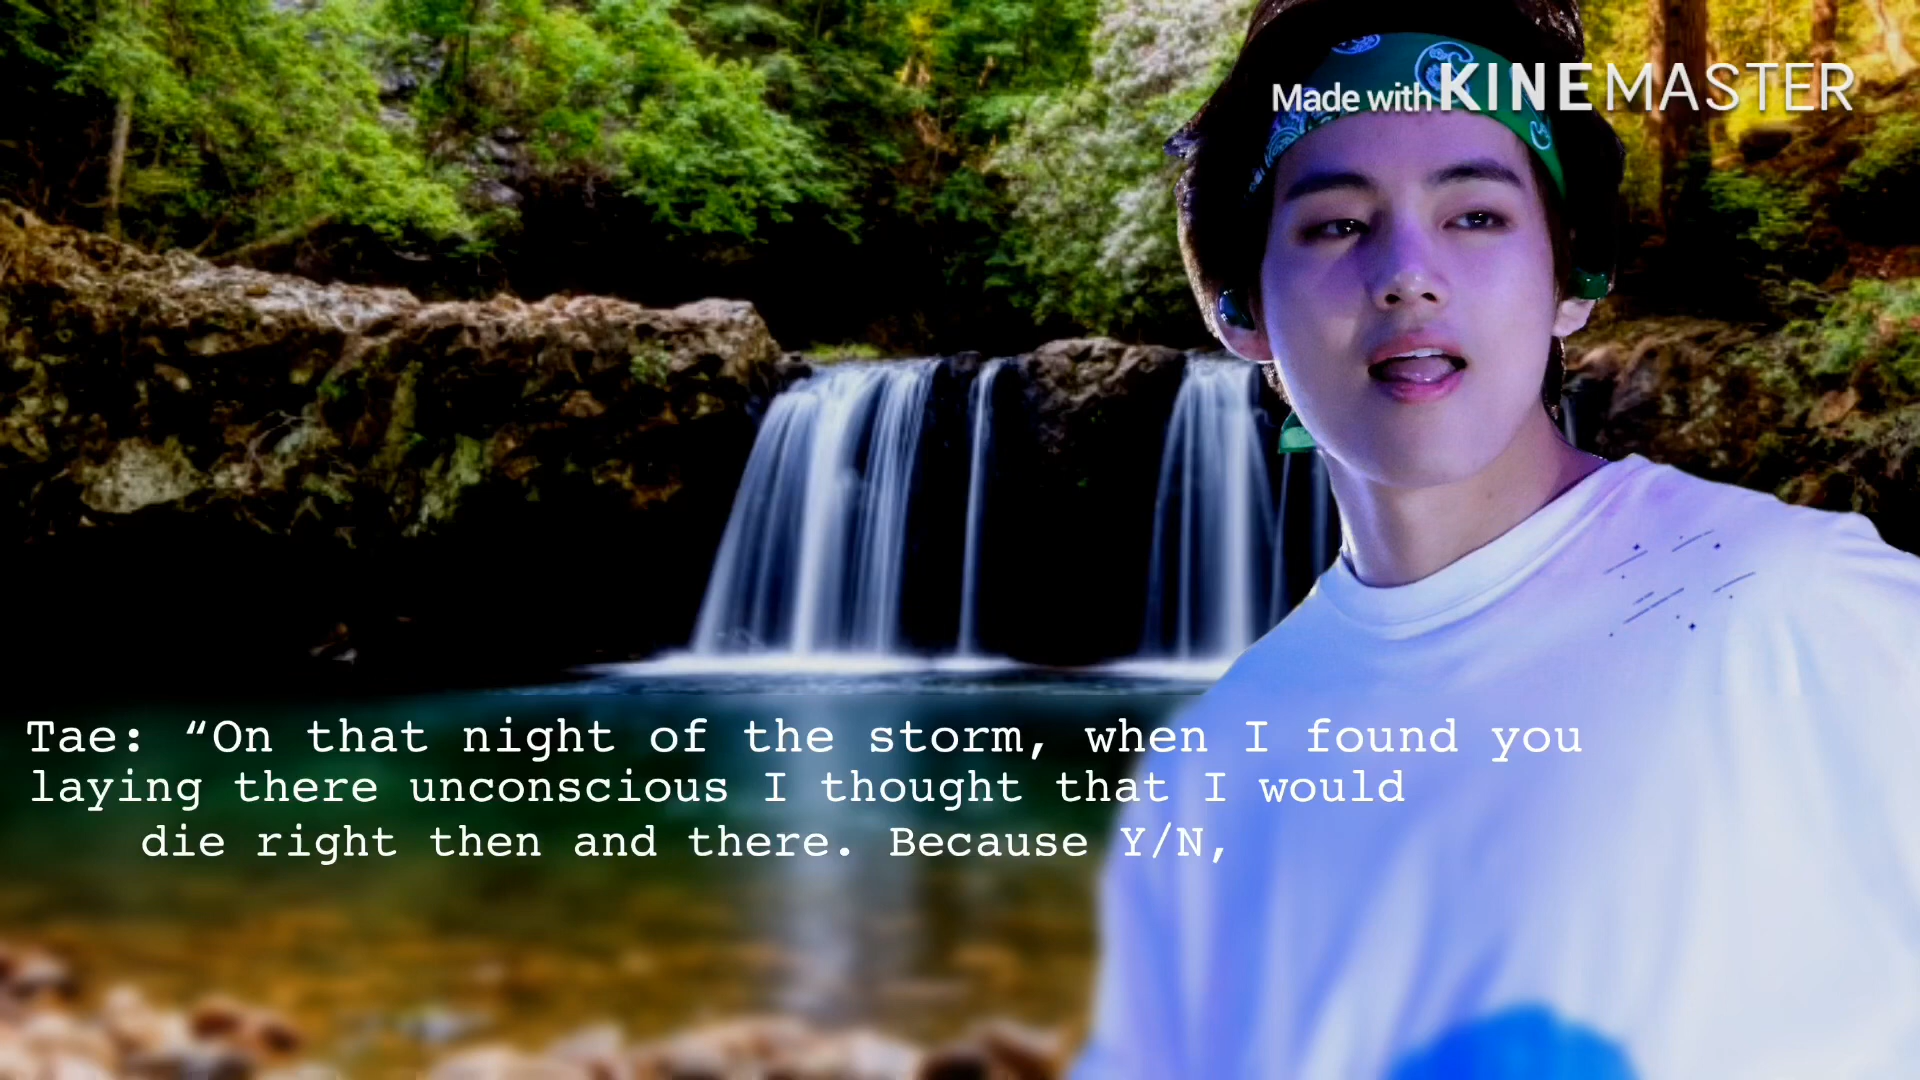 Made with KINEMASTER
Tae: “On that night of the storm, when I found you
laying there unconscious I thought that I would
die right then and there. Because Y/N,